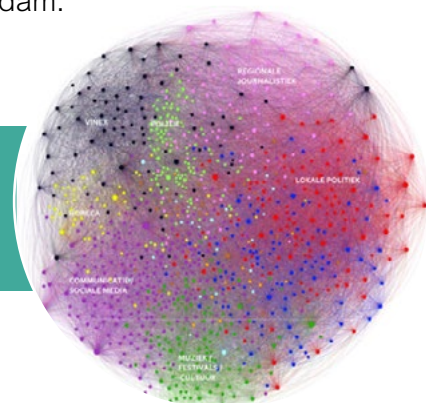 dam.
REGIONALE
JOURNALISTIEK
VINEX
POLITIE
LOKALE POLITIEK
HORECA
COMMUNICATIE/
SOCIALE MEDIA
MUZIEK /
FESTIVALS /
CULTUUR